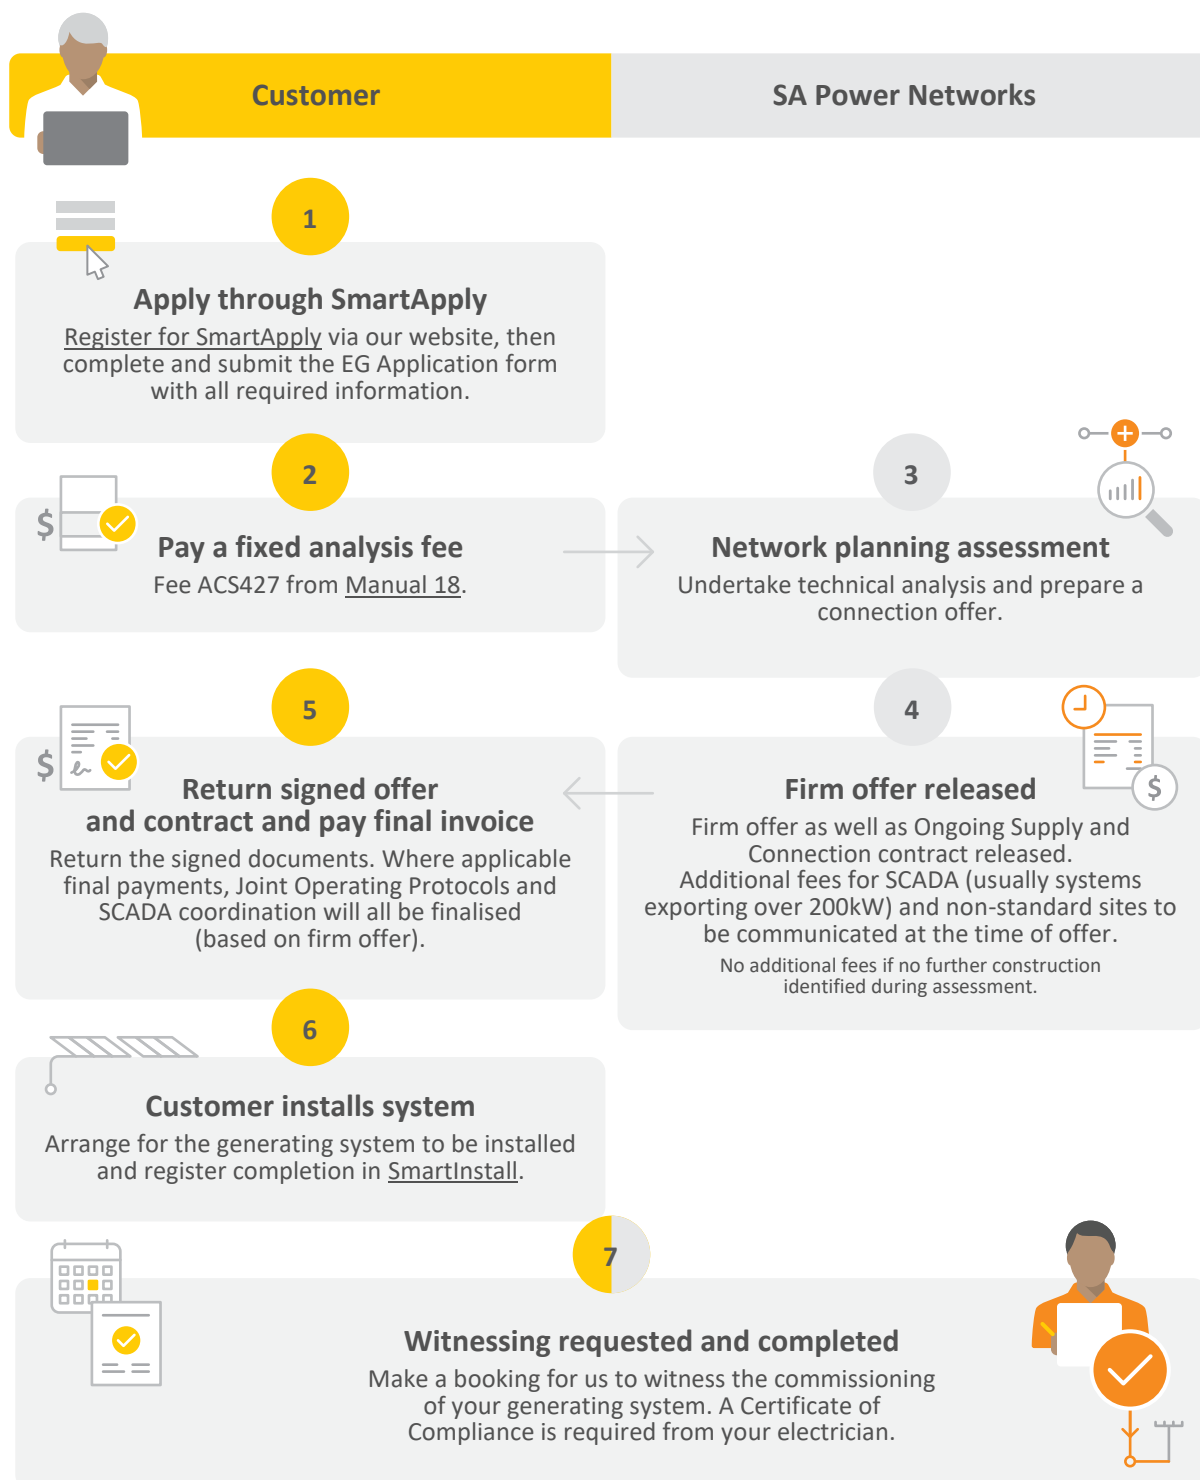 Customer
SA Power Networks
1
Apply through SmartApply
Register for SmartApply via our website, then
complete and submit the EG Application form
with all required information.
2
Pay a fixed analysis fee
Fee ACS427 from Manual 18.
3
Network planning assessment
Undertake technical analysis and prepare a
connection offer.
4
Firm offer released
Firm offer as well as Ongoing Supply and
Connection contract released.
Additional fees for SCADA (usually systems
exporting over 200kW) and non-standard sites to
be communicated at the time of offer.
No additional fees if no further construction
identified during assessment.
5
Return signed offer
and contract and pay final invoice
Return the signed documents. Where applicable
final payments, Joint Operating Protocols and
SCADA coordination will all be finalised
(based on firm offer).
6
Customer installs system
Arrange for the generating system to be installed
and register completion in SmartInstall.
7
Witnessing requested and completed
Make a booking for us to witness the commissioning
of your generating system. A Certificate of
Compliance is required from your electrician.
$
$
$